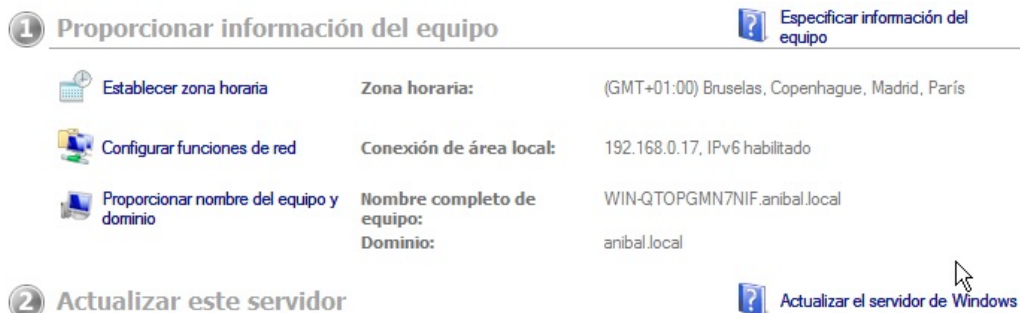 1 Proporcionar información del equipo
Especificar información del
equipo
Establecer zona horaria Zona horaria: (GMT+01:00) Bruselas, Copenhague, Madrid, París
Configurar funciones de red Conexión de área local: 192.168.0.17, IPv6 habilitado
Proporcionar nombre del equipo y
dominio
Nombre completo de
equipo:
WIN-QTOPGMN7NIF.anibal.local
Dominio: anibal.local
2 Actualizar este servidor
Actualizar el servidor de Windows